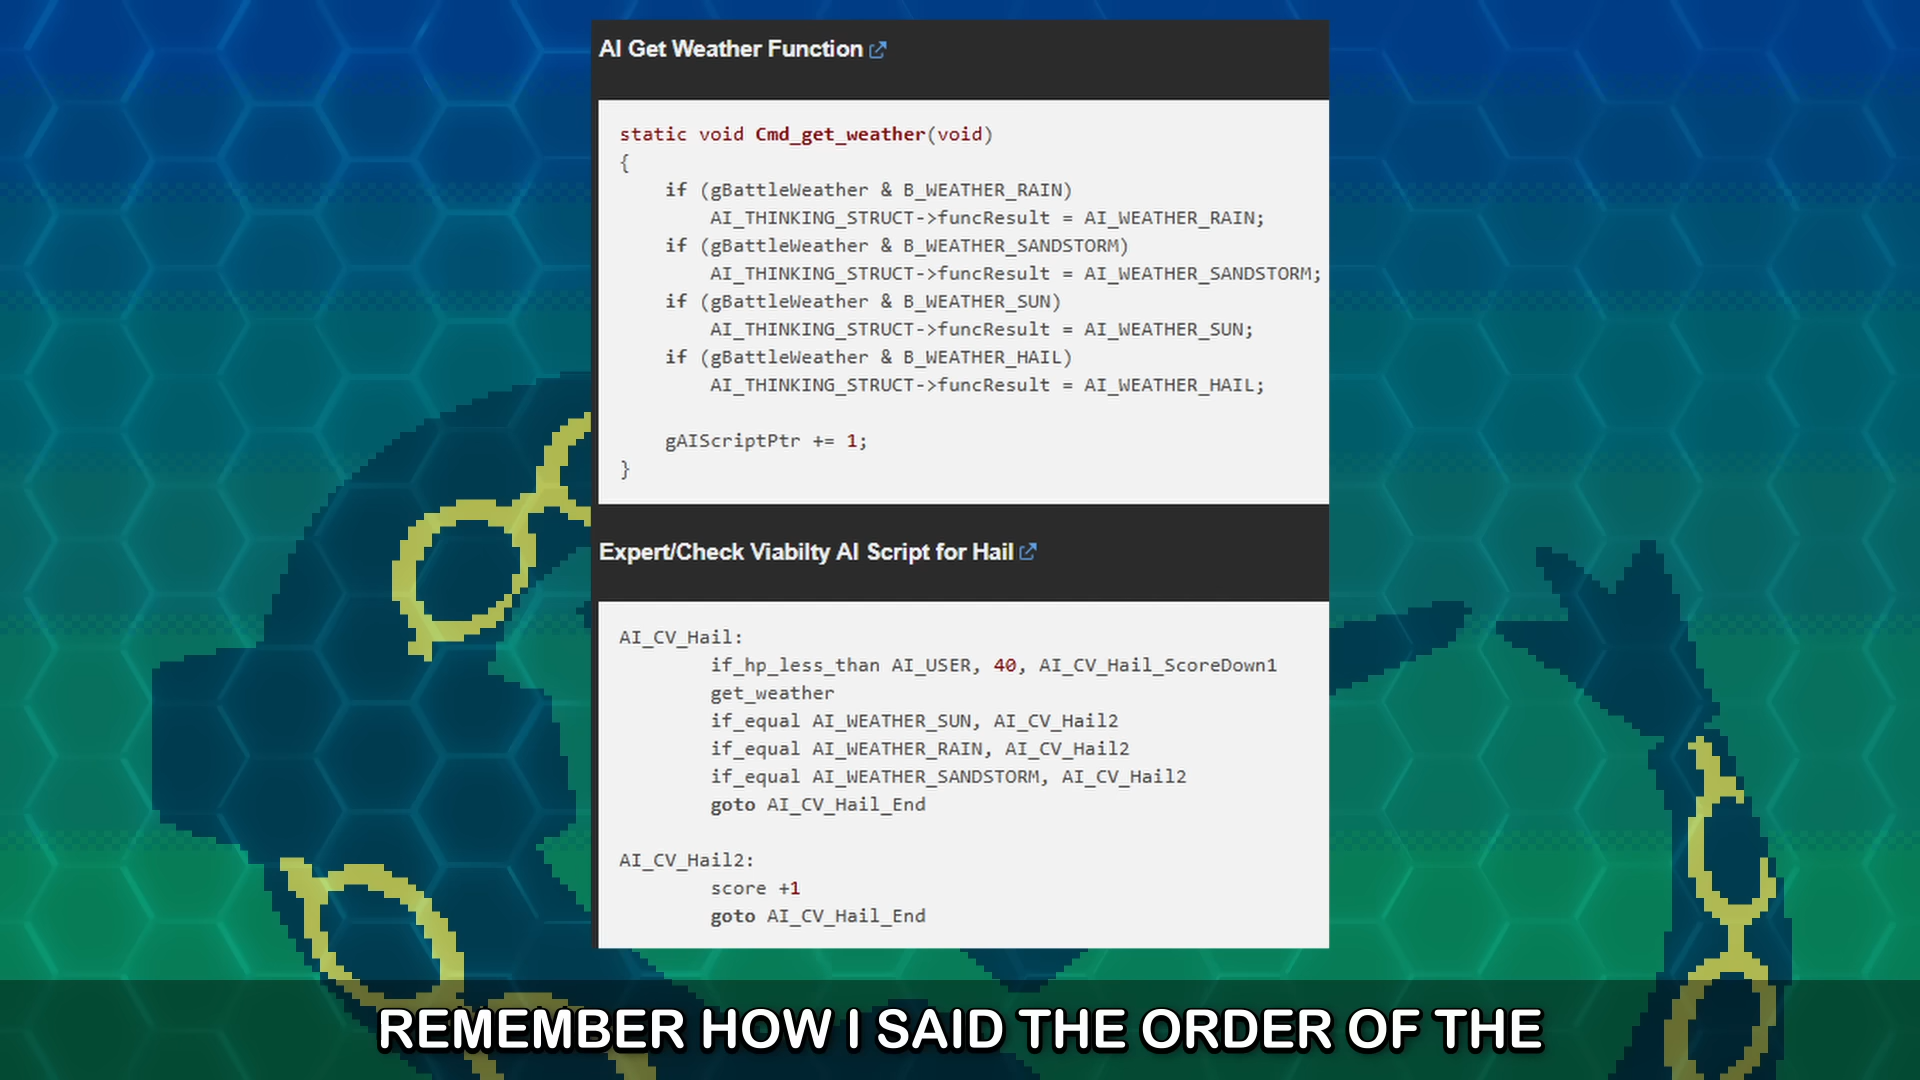 AI Get Weather Function
static void Cmd_get_weather(void)
{
    if (gBattleWeather & B_WEATHER_RAIN)
        AI_THINKING_STRUCT->funcResult = AI_WEATHER_RAIN;
    if (gBattleWeather & B_WEATHER_SANDSTORM)
        AI_THINKING_STRUCT->funcResult = AI_WEATHER_SANDSTORM;
    if (gBattleWeather & B_WEATHER_SUN)
        AI_THINKING_STRUCT->funcResult = AI_WEATHER_SUN;
    if (gBattleWeather & B_WEATHER_HAIL)
        AI_THINKING_STRUCT->funcResult = AI_WEATHER_HAIL;
    gAIScriptPtr += 1;
}
Expert/Check Viabilty AI Script for Hail
AI_CV_Hail:
        if_hp_less_than AI_USER, 40, AI_CV_Hail_ScoreDown1
        get_weather
        if_equal AI_WEATHER_SUN, AI_CV_Hail2
        if_equal AI_WEATHER_RAIN, AI_CV_Hail2
        if_equal AI_WEATHER_SANDSTORM, AI_CV_Hail2
        goto AI_CV_Hail_End
AI_CV_Hail2:
        score +1
        goto AI_CV_Hail_End
REMEMBER HOW I SAID THE ORDER OF THE